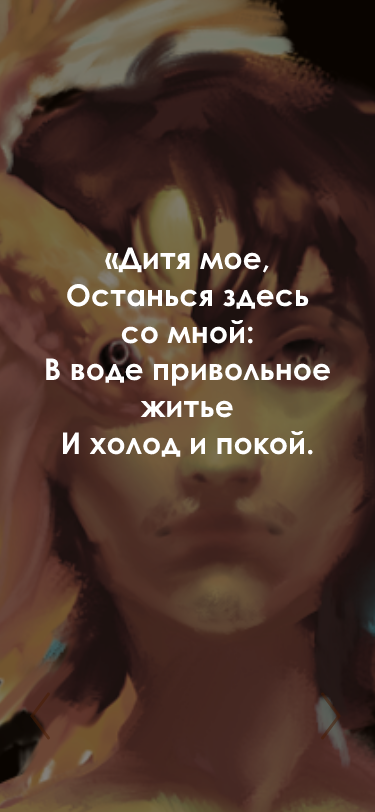 «Дитя мое,
Останься здесь
со мной:
В воде привольное
житье
И холод и покой.